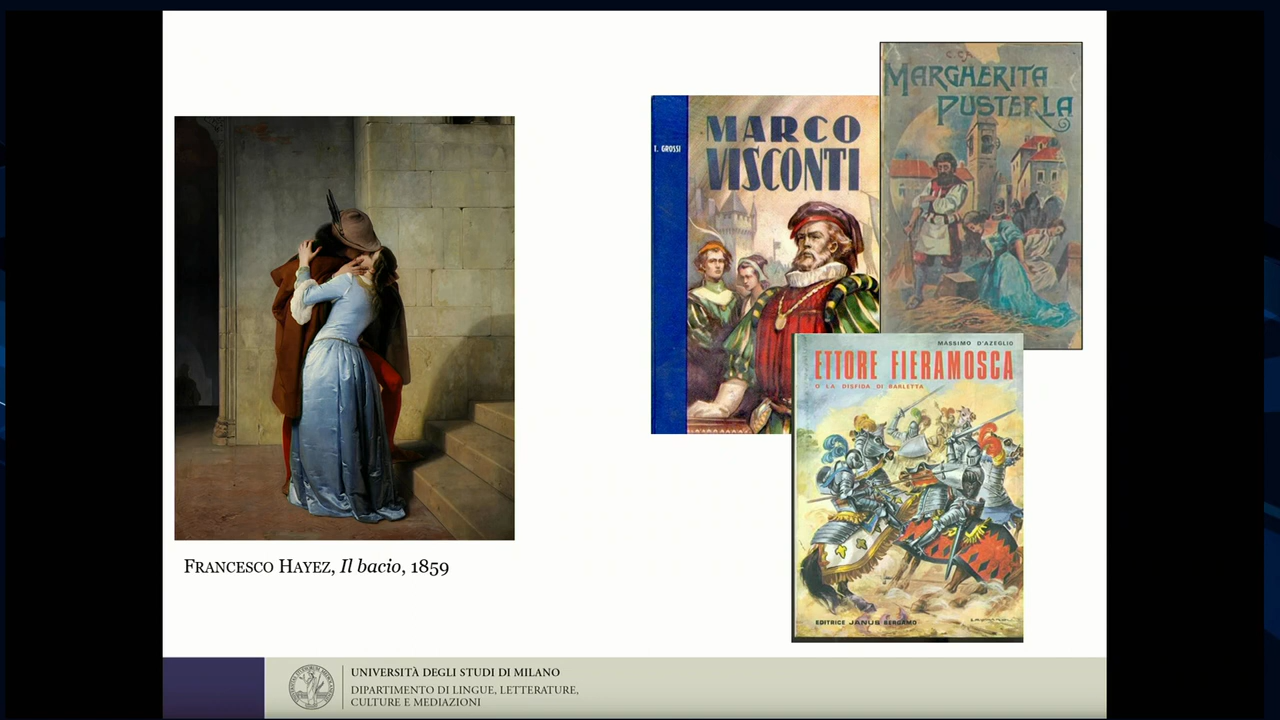 FRANCESCO HAYEZ, Il bacio, 1859
T. GROSSI
MARCO
VISCONTI
MARGHERITA
PUSTERLA
MASSIMO D'AZEGLIO
ETTORE FIERAMOSCA
O LA DISFIDA DI BARLETTA
EDITRICE JANUS BERGAMO
UNIVERSITÀ DEGLI STUDI DI MILANO
DIPARTIMENTO DI LINGUE, LETTERATURE,
CULTURE E MEDIAZIONI